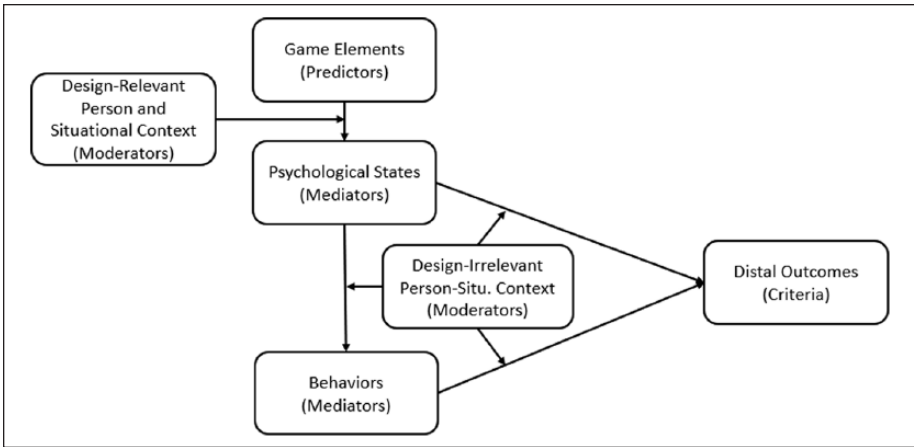 Game Elements
(Predictors)
Design-Relevant
Person and
Situational Context
(Moderators)
Psychological States
(Mediators)
Design-Irrelevant
Person-Situ. Context
(Moderators)
Distal Outcomes
(Criteria)
Behaviors
(Mediators)